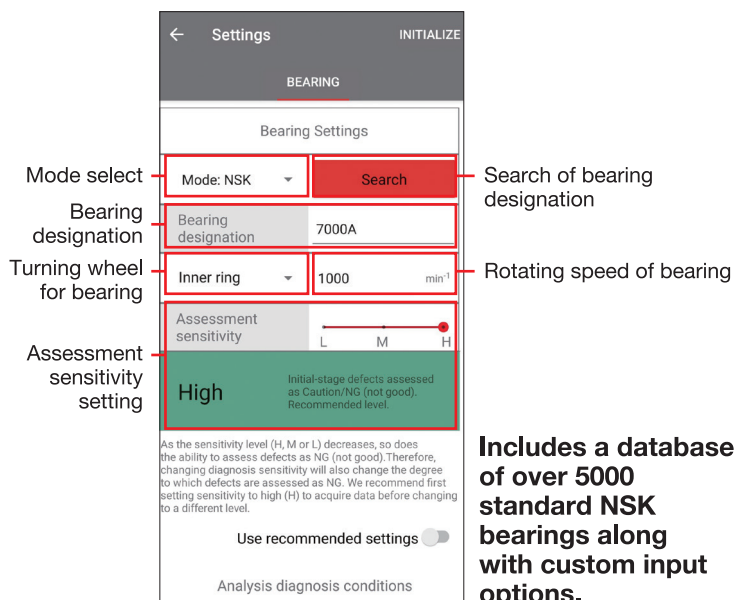 ← Settings INITIALIZE
BEARING
Bearing Settings
Mode select
Mode: NSK
Search
Search of bearing
designation
Bearing
designation
Bearing
designation
7000A
Turning wheel
for bearing
Inner ring
1000
min-1
Rotating speed of bearing
Assessment
sensitivity
L M H
Assessment
sensitivity
setting
High
Initial-stage defects assessed
as Caution/NG (not good).
Recommended level.
As the sensitivity level (H, M or L) decreases, so does
the ability to assess defects as NG (not good).Therefore,
changing diagnosis sensitivity will also change the degree
to which defects are assessed as NG. We recommend first
setting sensitivity to high (H) to acquire data before changing
to a different level.
Use recommended settings
Analysis diagnosis conditions
Includes a database
of over 5000
standard NSK
bearings along
with custom input
options.